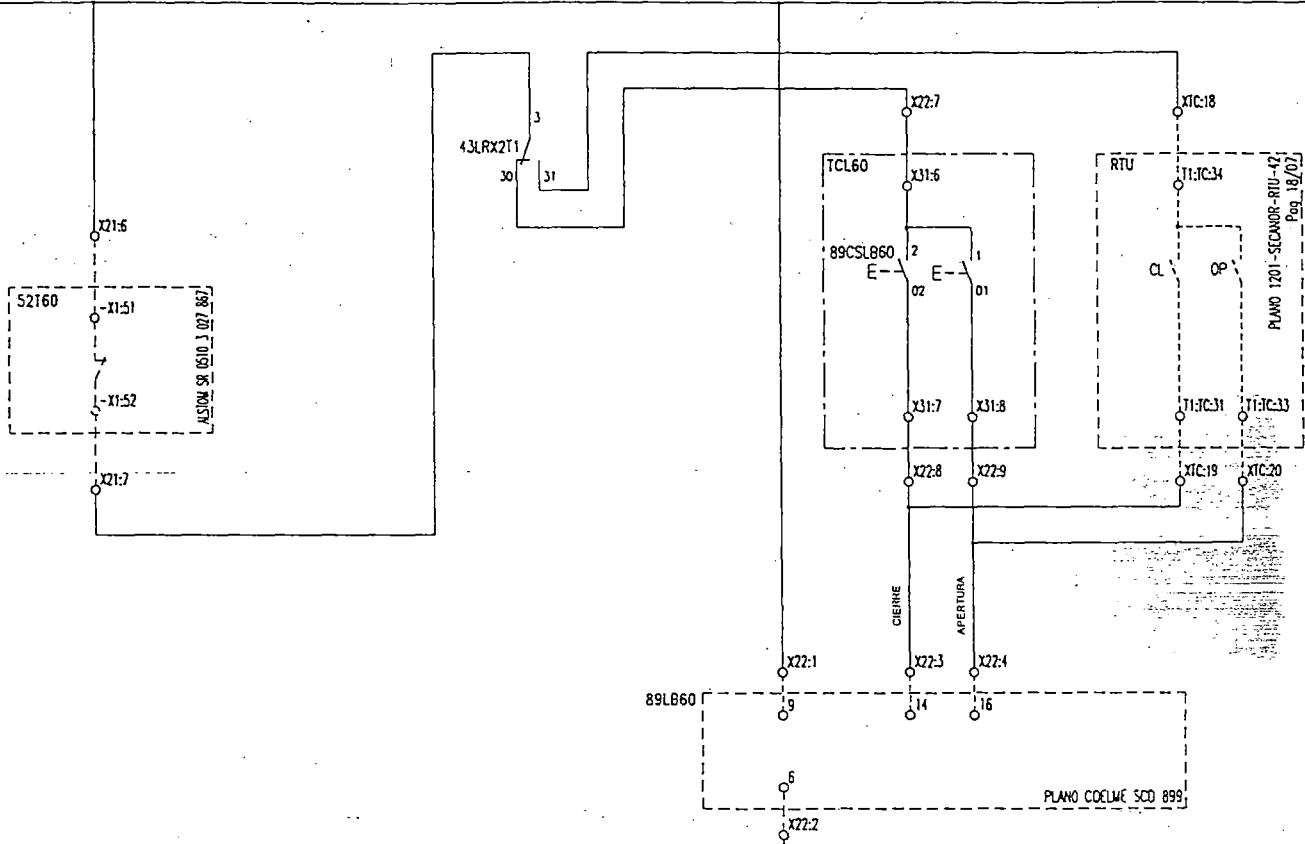 3
43LRX2T1
30
31
X22:7
XTC:18
TCL60
X31:6
RTU
T1:TC:34
PLANO 1201-SECANOR-RTU-42
Pag. 18/07
X21:6
89CSLB60
E
2
02
E
1
01
CL
OP
52T60
-X1:51
-X1:52
ALSTOM SR 0510 3 027 867
X31:7
X31:8
T1:TC:31
T1:TC:33
X21:7
X22:8
X22:9
XTC:19
XTC:20
CIERRE
APERTURA
X22:1
X22:3
X22:4
89LB60
9
14
16
6
PLANO COELME SCD 899
X22:2